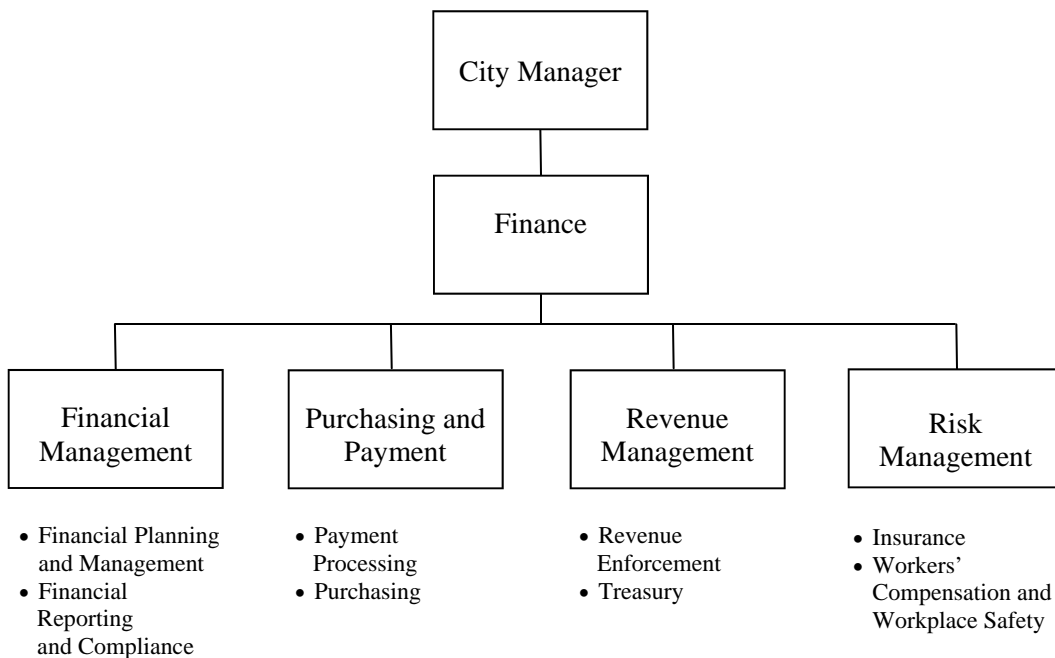 City Manager
Finance
Financial
Management
Purchasing and
Payment
Revenue
Management
Risk
Management
• Financial Planning
and Management
• Financial
Reporting
and Compliance
• Payment
Processing
• Purchasing
• Revenue
Enforcement
• Treasury
• Insurance
• Workers’
Compensation and
Workplace Safety